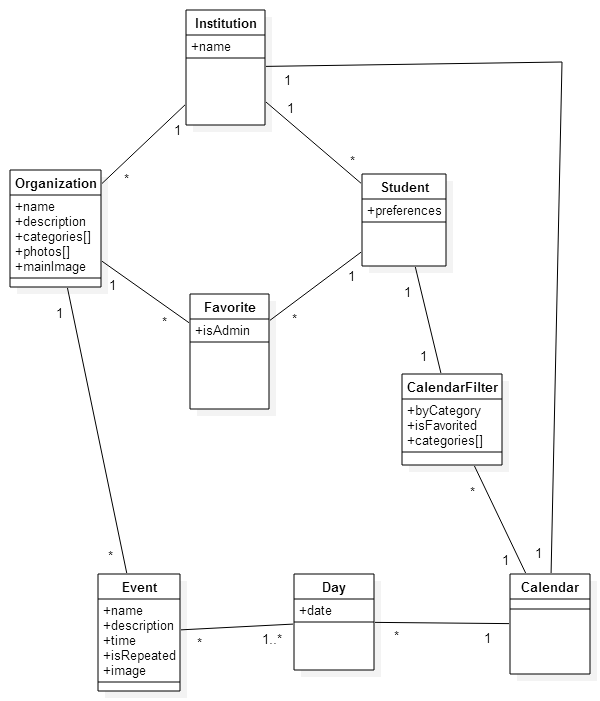 Institution
+name
1
1
1
*
*
Organization
+name
+description
+categories[]
+photos[]
+mainImage
Student
+preferences
1
*
1
*
Favorite
+isAdmin
1
1
1
CalendarFilter
+byCategory
+isFavorited
+categories[]
*
*
1
1
Event
+name
+description
+time
+isRepeated
+image
*
1..*
Day
+date
*
1
Calendar